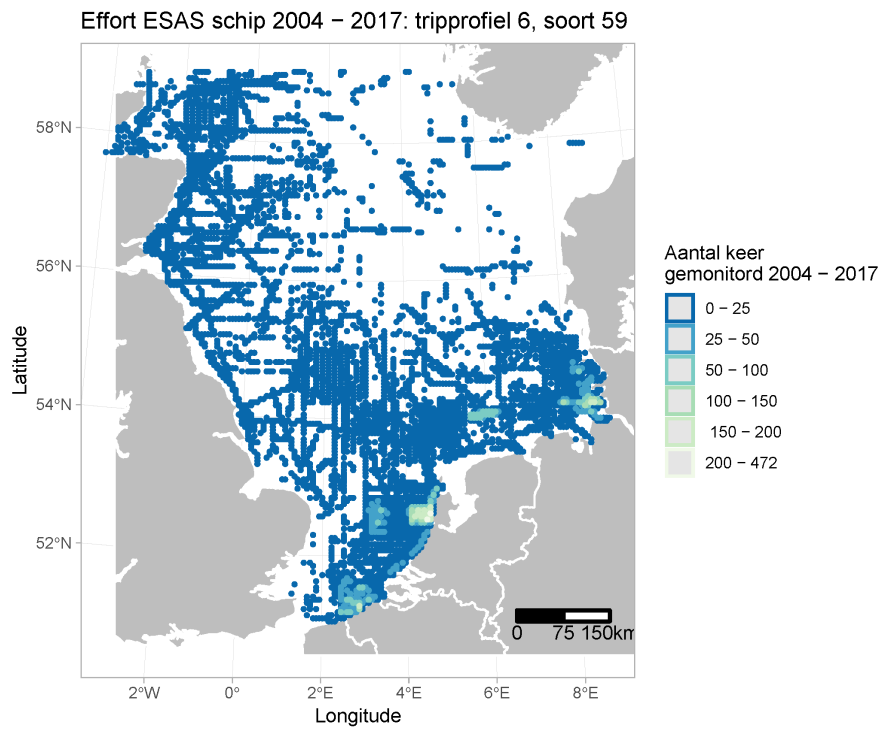 Effort ESAS schip 2004 − 2017: tripprofiel 6, soort 59
58°N
56°N
54°N
52°N
Latitude
2°W 0° 2°E 4°E 6°E 8°E
Longitude
0 75 150km
Aantal keer
gemonitord 2004 − 2017
0 − 25
25 − 50
50 − 100
100 − 150
150 − 200
200 − 472